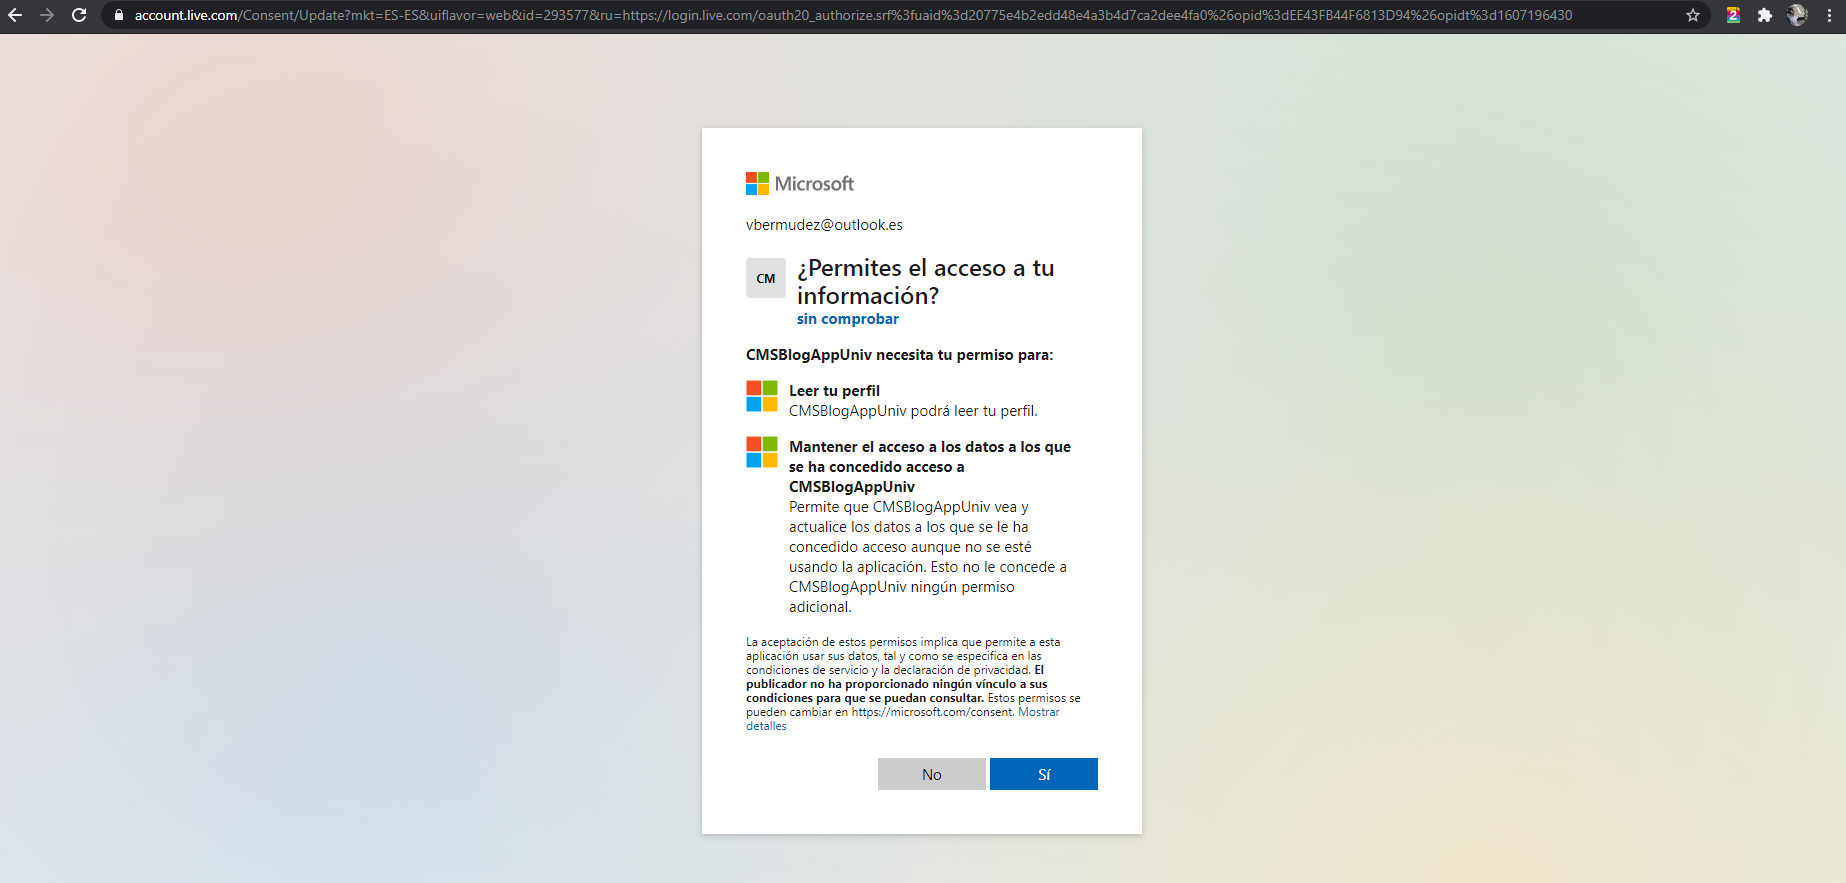 account.live.com/Consent/Update?mkt=ES-ES&uiflavor=web&id=293577&ru=https://login.live.com/oauth20_authorize.srf%3fuaid%3d20775e4b2edd48e4a3b4d7ca2dee4fa0%26opid%3dEE43FB44F6813D94%26opidt%3d1607196430
2
Microsoft
vbermudez@outlook.es
CM
¿Permites el acceso a tu
información?
sin comprobar
CMSBlogAppUniv necesita tu permiso para:
Leer tu perfil
CMSBlogAppUniv podrá leer tu perfil.
Mantener el acceso a los datos a los que
se ha concedido acceso a
CMSBlogAppUniv
Permite que CMSBlogAppUniv vea y
actualice los datos a los que se le ha
concedido acceso aunque no se esté
usando la aplicación. Esto no le concede a
CMSBlogAppUniv ningún permiso
adicional.
La aceptación de estos permisos implica que permite a esta
aplicación usar sus datos, tal y como se especifica en las
condiciones de servicio y la declaración de privacidad. El
publicador no ha proporcionado ningún vínculo a sus
condiciones para que se puedan consultar. Estos permisos se
pueden cambiar en https://microsoft.com/consent. Mostrar
detalles
No
Sí